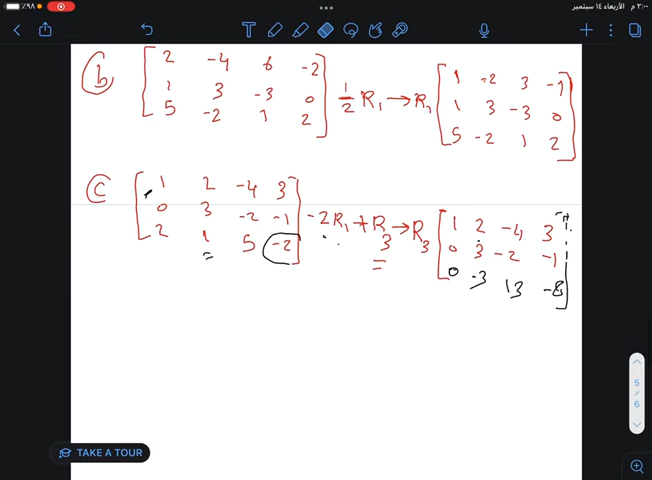 ٩٨٪ ٢:٠٠ م الأربعاء ١٤ سبتمبر
b
2 -4 6 -2
1 3 -3 0
5 -2 1 2
1/2 R1 → R1
1 -2 3 -1
1 3 -3 0
5 -2 1 2
C
1 2 -4 3
0 3 -2 -1
2 1 5 -2
-2R1 + R3 → R3
1 2 -4 3
0 3 -2 -1
0 -3 13 -8
5
/
6
TAKE A TOUR